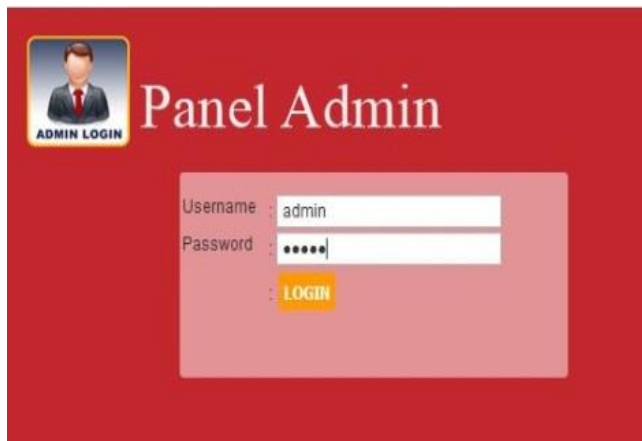 ADMIN LOGIN
Panel Admin
Username : admin
Password : •••••
: LOGIN